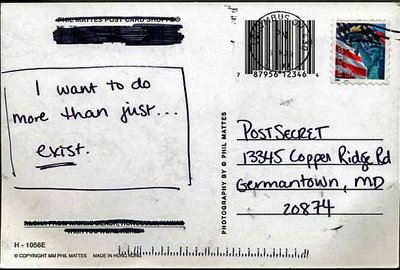 PHIL MATTES POST CARD SHOPPE®
I want to do
more than just...
exist.
H - 1056E
© COPYRIGHT MM PHIL MATTES MADE IN HONG KONG
PHOTOGRAPHY BY © PHIL MATTES
7 87956 12346 4
POSTSECRET
13345 Copper Ridge Rd
Germantown, MD
20874